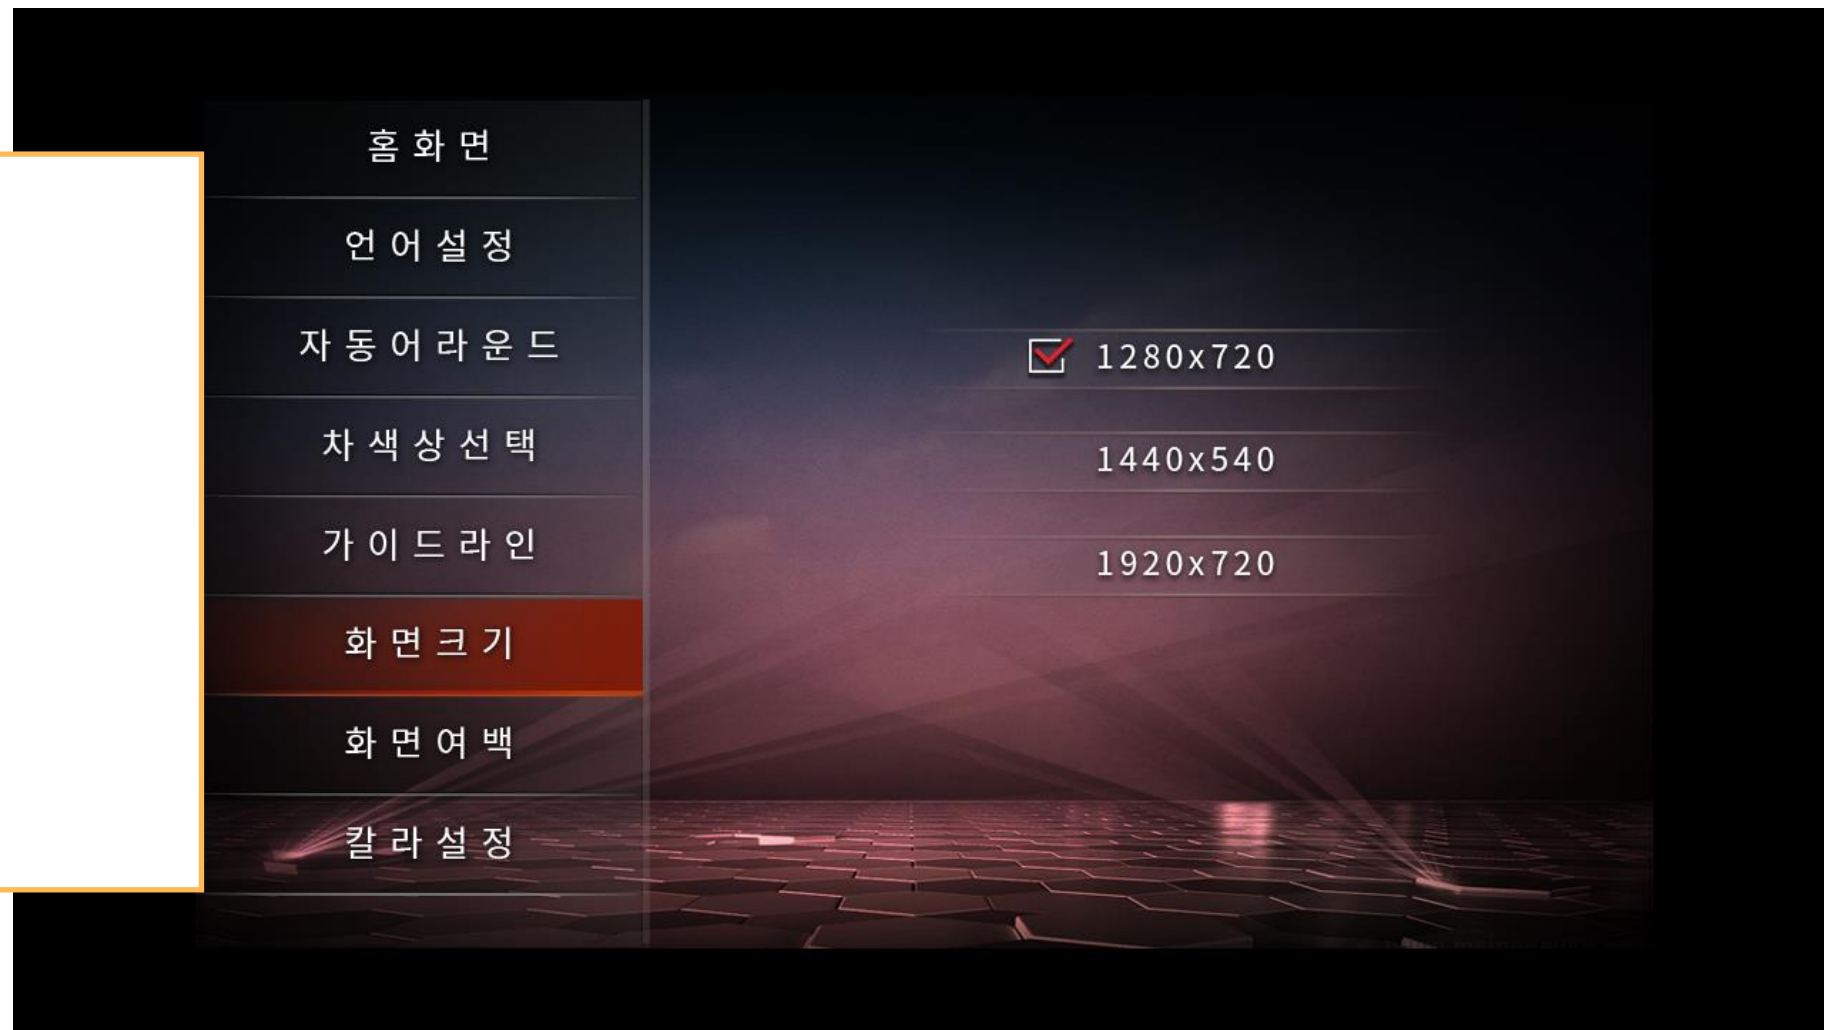 홈화면
언어설정
자동어라운드
차색상선택
가이드라인
화면크기
화면여백
칼라설정
1280x720
1440x540
1920x720